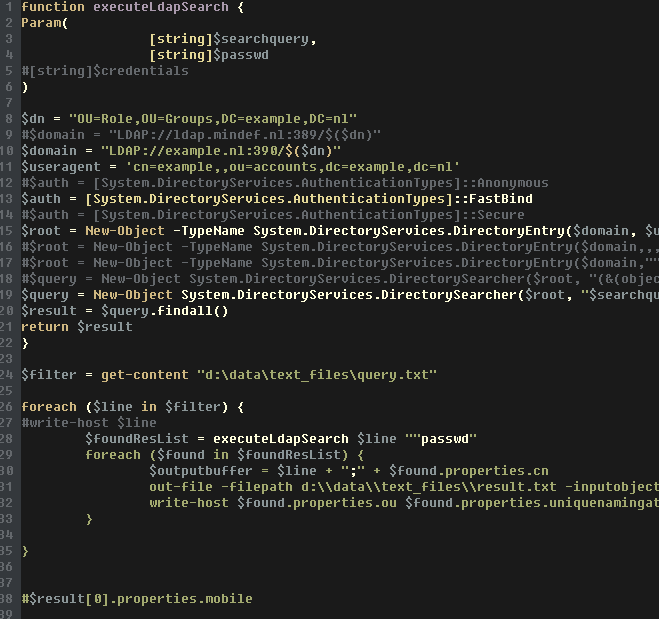 1 function executeLdapSearch {
2 Param(
3 [string]$searchquery,
4 [string]$passwd
5 #[string]$credentials
6 )
7
8 $dn = "OU=Role,OU=Groups,DC=example,DC=nl"
9 #$domain = "LDAP://ldap.mindef.nl:389/$($dn)"
10 $domain = "LDAP://example.nl:390/$($dn)"
11 $useragent = 'cn=example,,ou=accounts,dc=example,dc=nl'
12 #$auth = [System.DirectoryServices.AuthenticationTypes]::Anonymous
13 $auth = [System.DirectoryServices.AuthenticationTypes]::FastBind
14 #$auth = [System.DirectoryServices.AuthenticationTypes]::Secure
15 $root = New-Object -TypeName System.DirectoryServices.DirectoryEntry($domain, $u
16 #$root = New-Object -TypeName System.DirectoryServices.DirectoryEntry($domain,,,
17 #$root = New-Object -TypeName System.DirectoryServices.DirectoryEntry($domain,""
18 #$query = New-Object System.DirectoryServices.DirectorySearcher($root, "(&(objec
19 $query = New-Object System.DirectoryServices.DirectorySearcher($root, "$searchqu
20 $result = $query.findall()
21 return $result
22 }
23
24 $filter = get-content "d:\data\text_files\query.txt"
25
26 foreach ($line in $filter) {
27 #write-host $line
28 $foundResList = executeLdapSearch $line ""passwd"
29 foreach ($found in $foundResList) {
30 $outputbuffer = $line + ";" + $found.properties.cn
31 out-file -filepath d:\\data\\text_files\\result.txt -inputobject
32 write-host $found.properties.ou $found.properties.uniquenamingat
33 }
34
35 }
36
37
38 #$result[0].properties.mobile
39